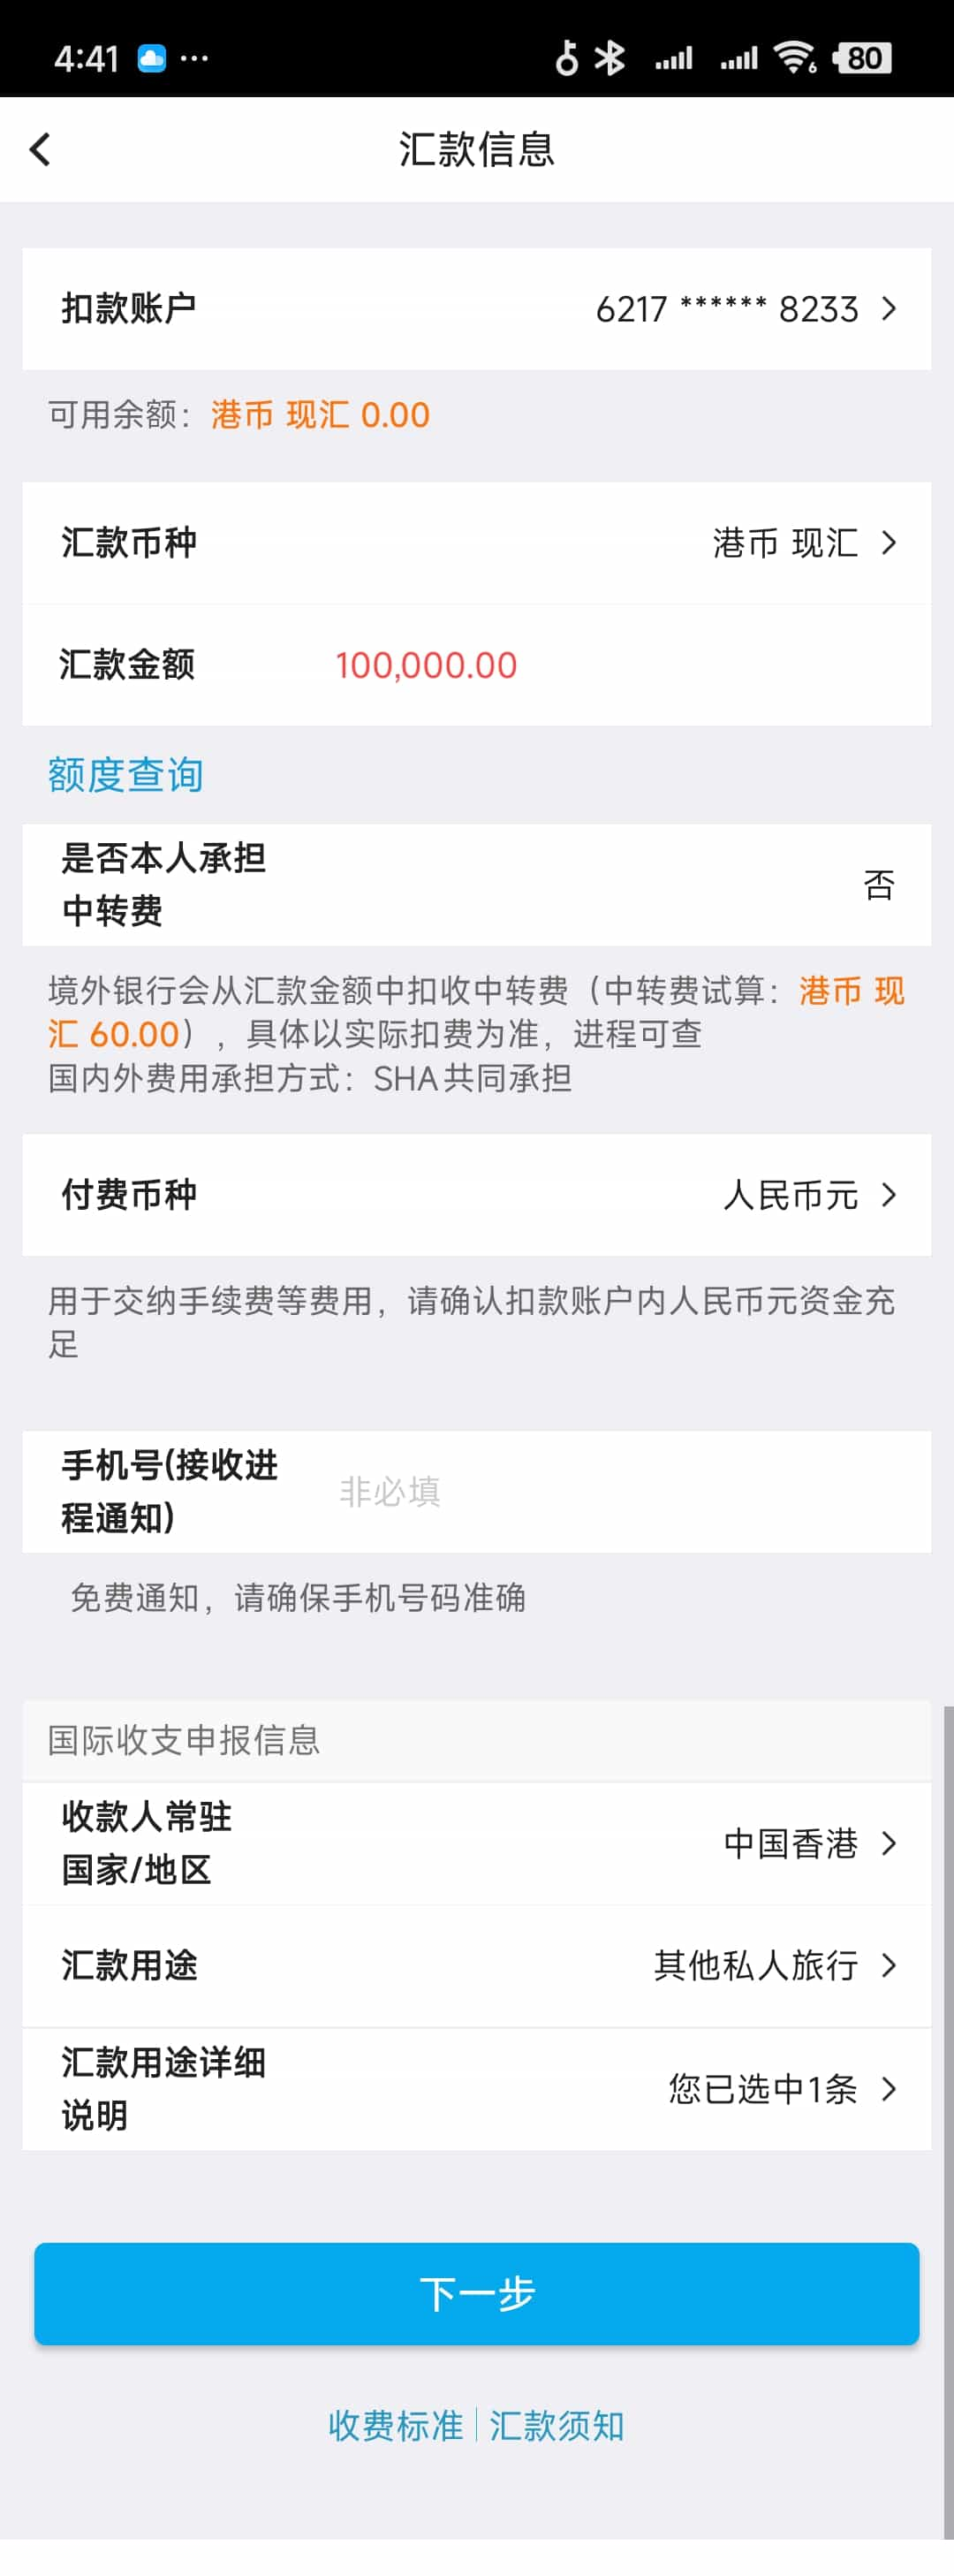 4:41 ··· 6 80
汇款信息
扣款账户 6217 ****** 8233
可用余额：港币 现汇 0.00
汇款币种 港币 现汇
汇款金额 100,000.00
额度查询
是否本人承担
中转费
否
境外银行会从汇款金额中扣收中转费（中转费试算：港币 现
汇 60.00），具体以实际扣费为准，进程可查
国内外费用承担方式：SHA共同承担
付费币种 人民币元
用于交纳手续费等费用，请确认扣款账户内人民币元资金充
足
手机号(接收进
程通知)
非必填
免费通知，请确保手机号码准确
国际收支申报信息
收款人常驻
国家/地区
中国香港
汇款用途 其他私人旅行
汇款用途详细
说明
您已选中1条
下一步
收费标准 汇款须知